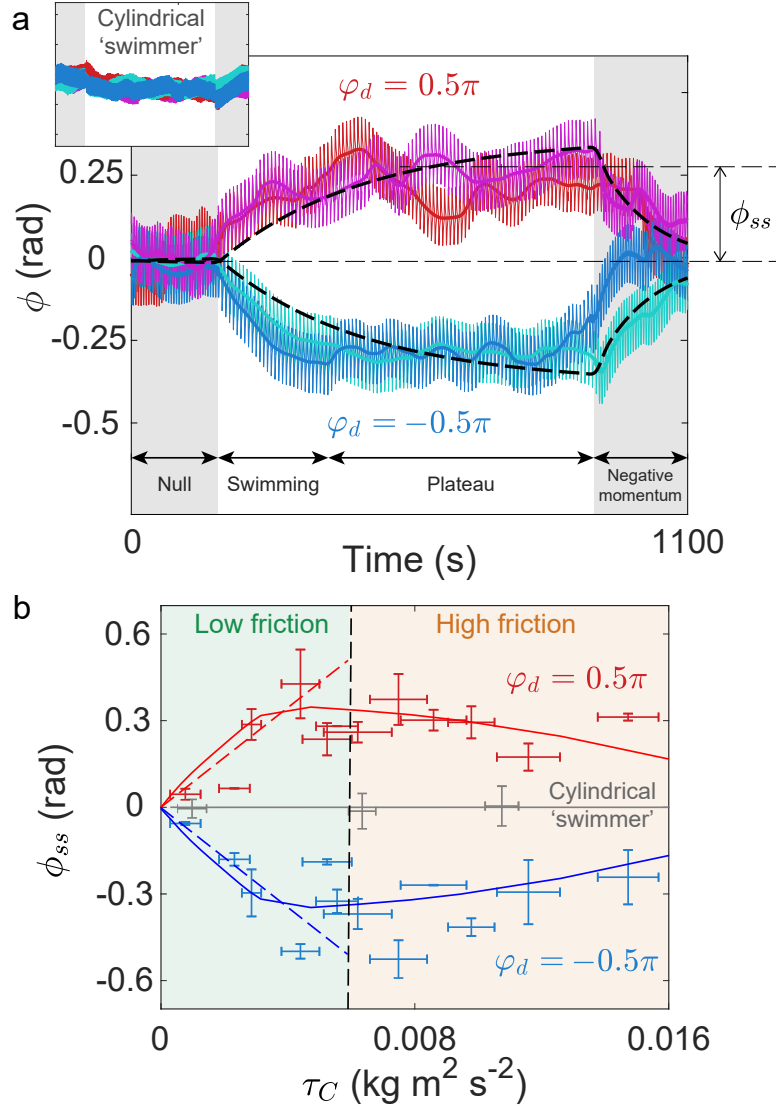 a
Cylindrical
‘swimmer’
φ_d = 0.5π
0.25
0
-0.25
-0.5
ϕ (rad)
ϕ_ss
φ_d = −0.5π
Null
Swimming
Plateau
Negative
momentum
0
1100
Time (s)
b
Low friction
High friction
0.6
0.3
0
-0.3
-0.6
ϕ_ss (rad)
φ_d = 0.5π
Cylindrical
‘swimmer’
φ_d = −0.5π
0
0.008
0.016
τ_C (kg m² s⁻²)